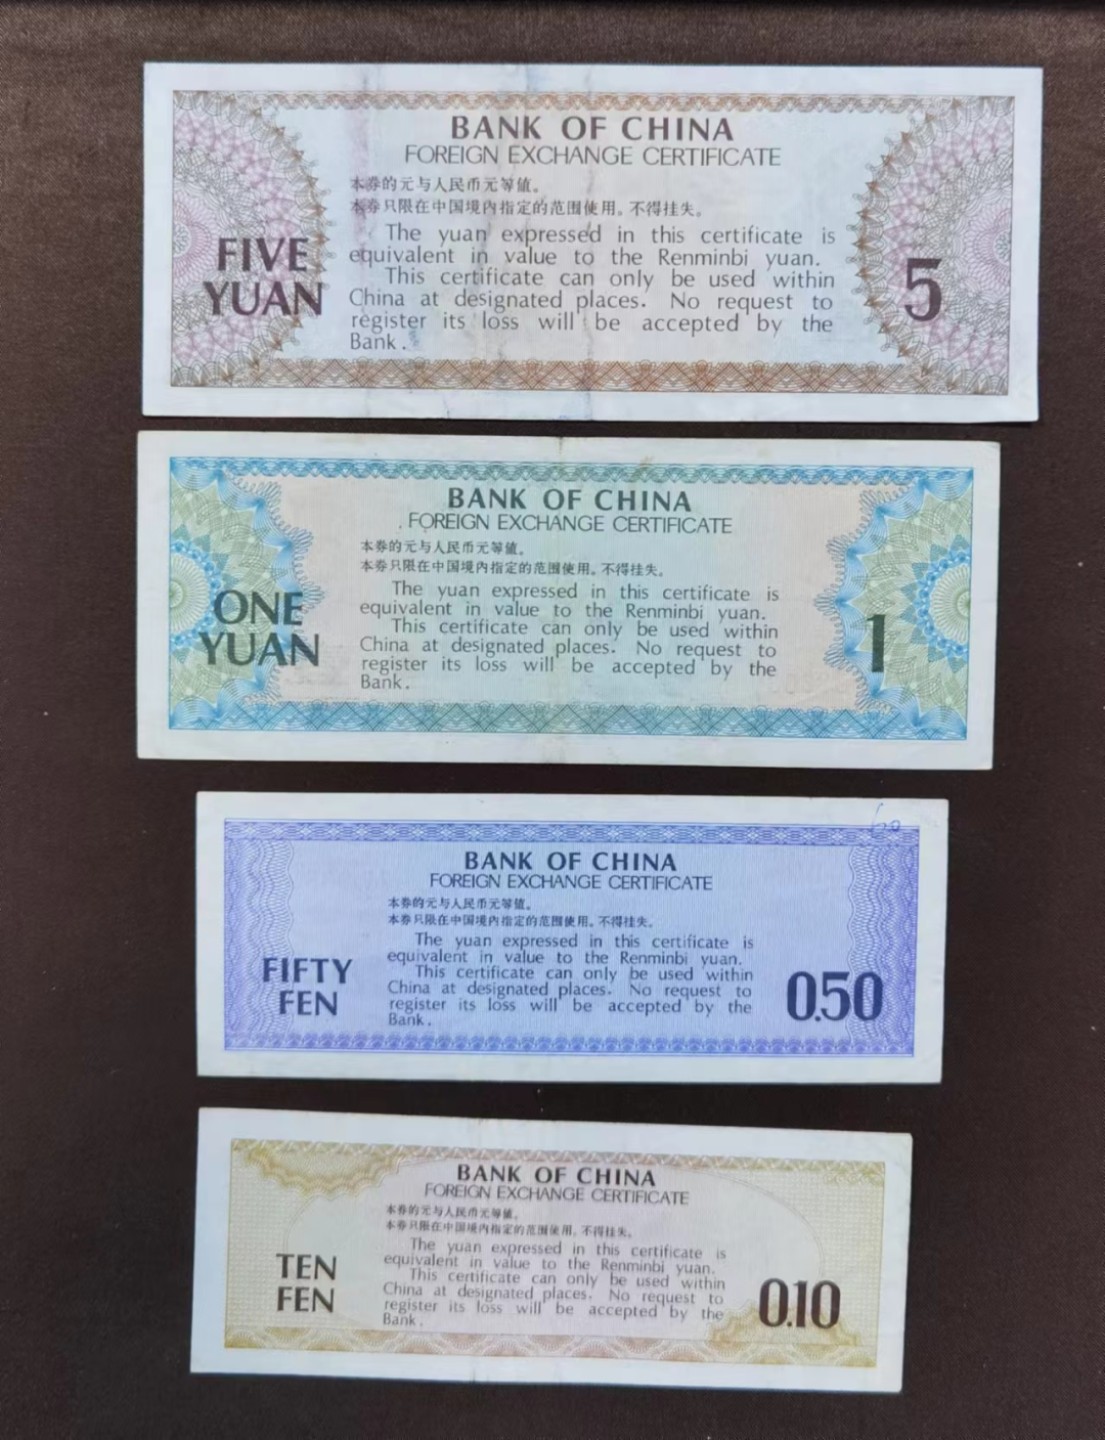 BANK OF CHINA
FOREIGN EXCHANGE CERTIFICATE
本券的元与人民币元等值。
本券只限在中国境内指定的范围使用。不得挂失。
The yuan expressed in this certificate is
equivalent in value to the Renminbi yuan.
This certificate can only be used within
China at designated places. No request to
register its loss will be accepted by the
Bank.
FIVE
YUAN
5
BANK OF CHINA
FOREIGN EXCHANGE CERTIFICATE
本券的元与人民币元等值。
本券只限在中国境内指定的范围使用。不得挂失。
The yuan expressed in this certificate is
equivalent in value to the Renminbi yuan.
This certificate can only be used within
China at designated places. No request to
register its loss will be accepted by the
Bank.
ONE
YUAN
1
BANK OF CHINA
FOREIGN EXCHANGE CERTIFICATE
本券的元与人民币元等值。
本券只限在中国境内指定的范围使用。不得挂失。
The yuan expressed in this certificate is
equivalent in value to the Renminbi yuan.
This certificate can only be used within
China at designated places. No request to
register its loss will be accepted by the
Bank.
FIFTY
FEN
0.50
BANK OF CHINA
FOREIGN EXCHANGE CERTIFICATE
本券的元与人民币元等值。
本券只限在中国境内指定的范围使用。不得挂失。
The yuan expressed in this certificate is
equivalent in value to the Renminbi yuan.
This certificate can only be used within
China at designated places. No request to
register its loss will be accepted by the
Bank.
TEN
FEN
0.10